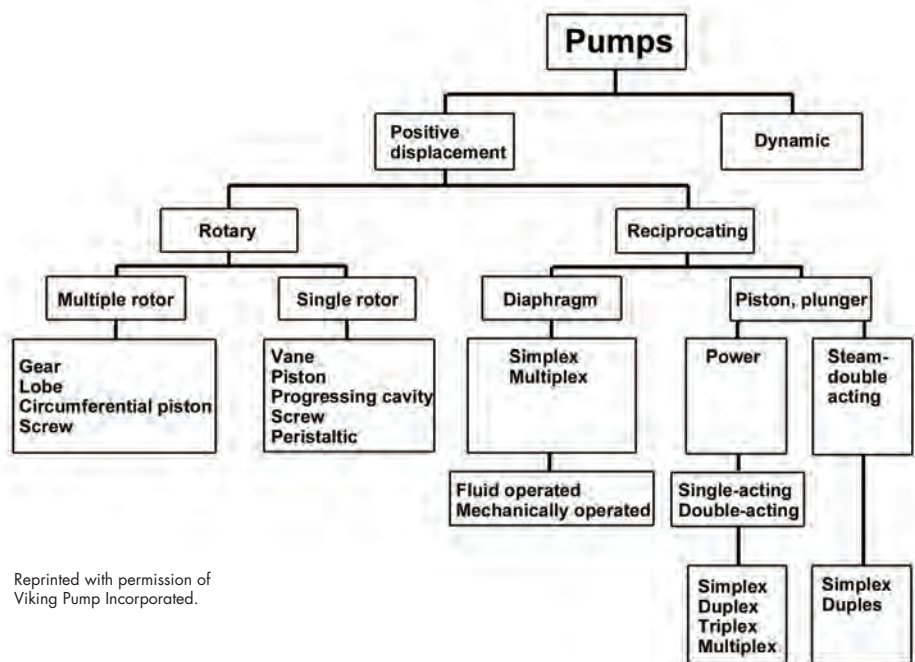 Pumps
Positive
displacement
Dynamic
Rotary
Reciprocating
Multiple rotor
Single rotor
Diaphragm
Piston, plunger
Gear
Lobe
Circumferential piston
Screw
Vane
Piston
Progressing cavity
Screw
Peristaltic
Simplex
Multiplex
Power
Steam-
double
acting
Fluid operated
Mechanically operated
Single-acting
Double-acting
Simplex
Duplex
Triplex
Multiplex
Simplex
Duples
Reprinted with permission of
Viking Pump Incorporated.